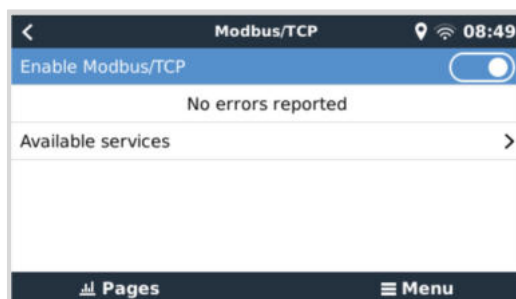 Modbus/TCP 08:49
Enable Modbus/TCP
No errors reported
Available services
Pages Menu